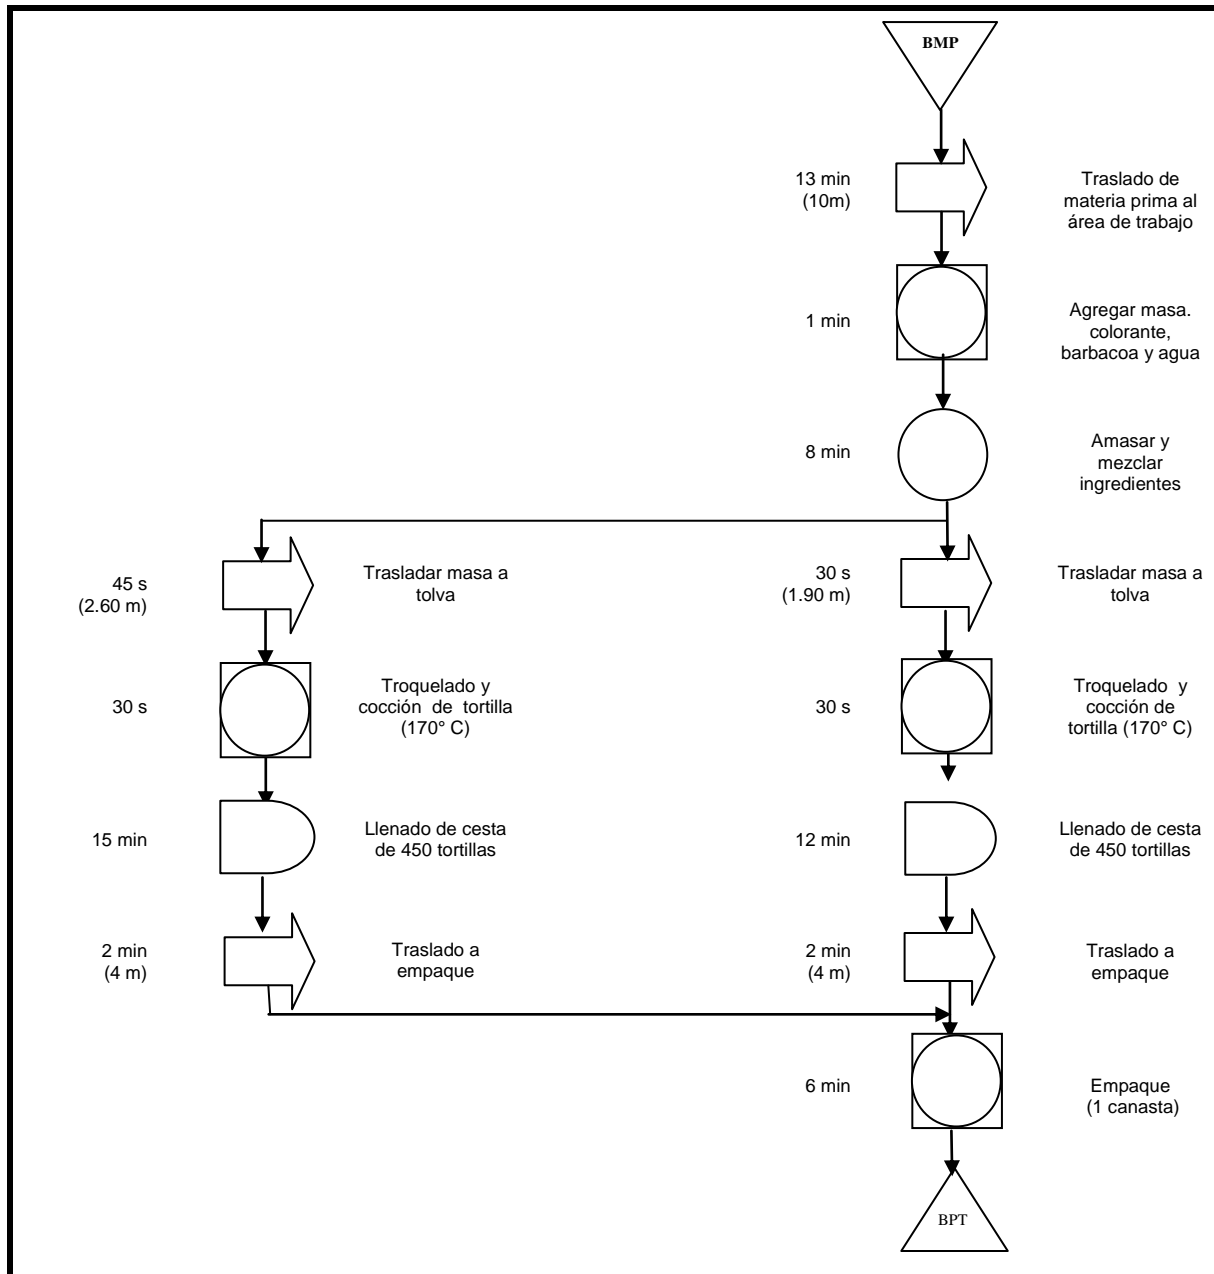 BMP
13 min
(10m)
Traslado de
materia prima al
área de trabajo
1 min
Agregar masa.
colorante,
barbacoa y agua
8 min
Amasar y
mezclar
ingredientes
45 s
(2.60 m)
Trasladar masa a
tolva
30 s
(1.90 m)
Trasladar masa a
tolva
30 s
Troquelado y
cocción de tortilla
(170° C)
30 s
Troquelado y
cocción de
tortilla (170° C)
15 min
Llenado de cesta
de 450 tortillas
12 min
Llenado de cesta
de 450 tortillas
2 min
(4 m)
Traslado a
empaque
2 min
(4 m)
Traslado a
empaque
6 min
Empaque
(1 canasta)
BPT